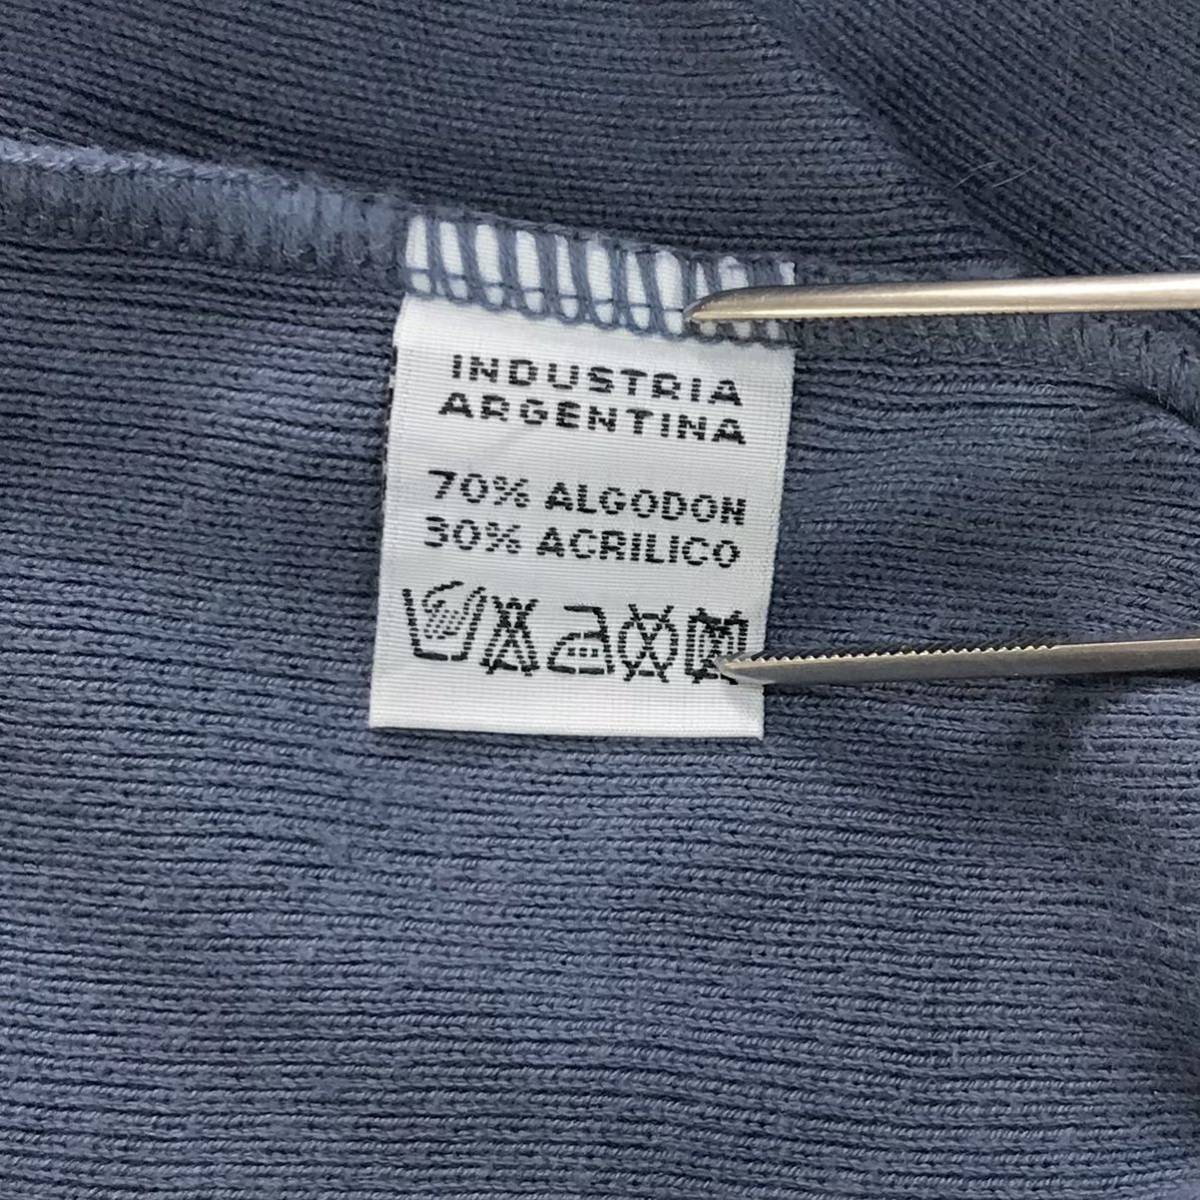 INDUSTRIA
ARGENTINA
70% ALGODON
30% ACRILICO